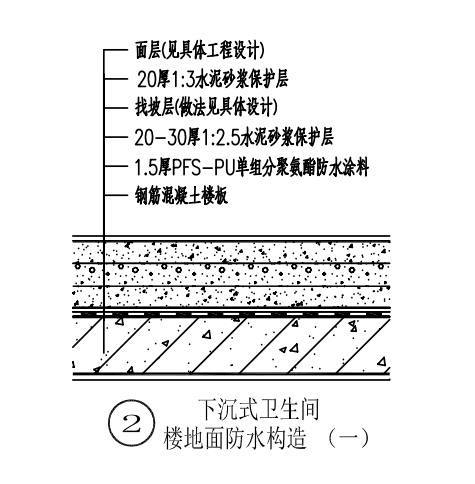 面层(见具体工程设计)
20厚1:3水泥砂浆保护层
找坡层(做法见具体设计)
20-30厚1:2.5水泥砂浆保护层
1.5厚PFS-PU单组分聚氨酯防水涂料
钢筋混凝土楼板
2
下沉式卫生间
楼地面防水构造 (一)